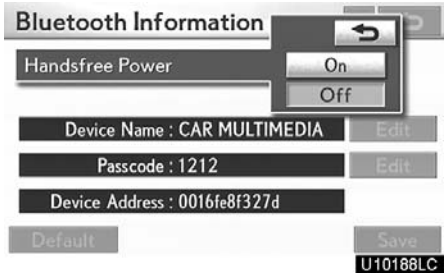 Bluetooth Information
Handsfree Power
On
Off
Device Name : CAR MULTIMEDIA
Edit
Passcode : 1212
Edit
Device Address : 0016fe8f327d
Default
Save
U10188LC